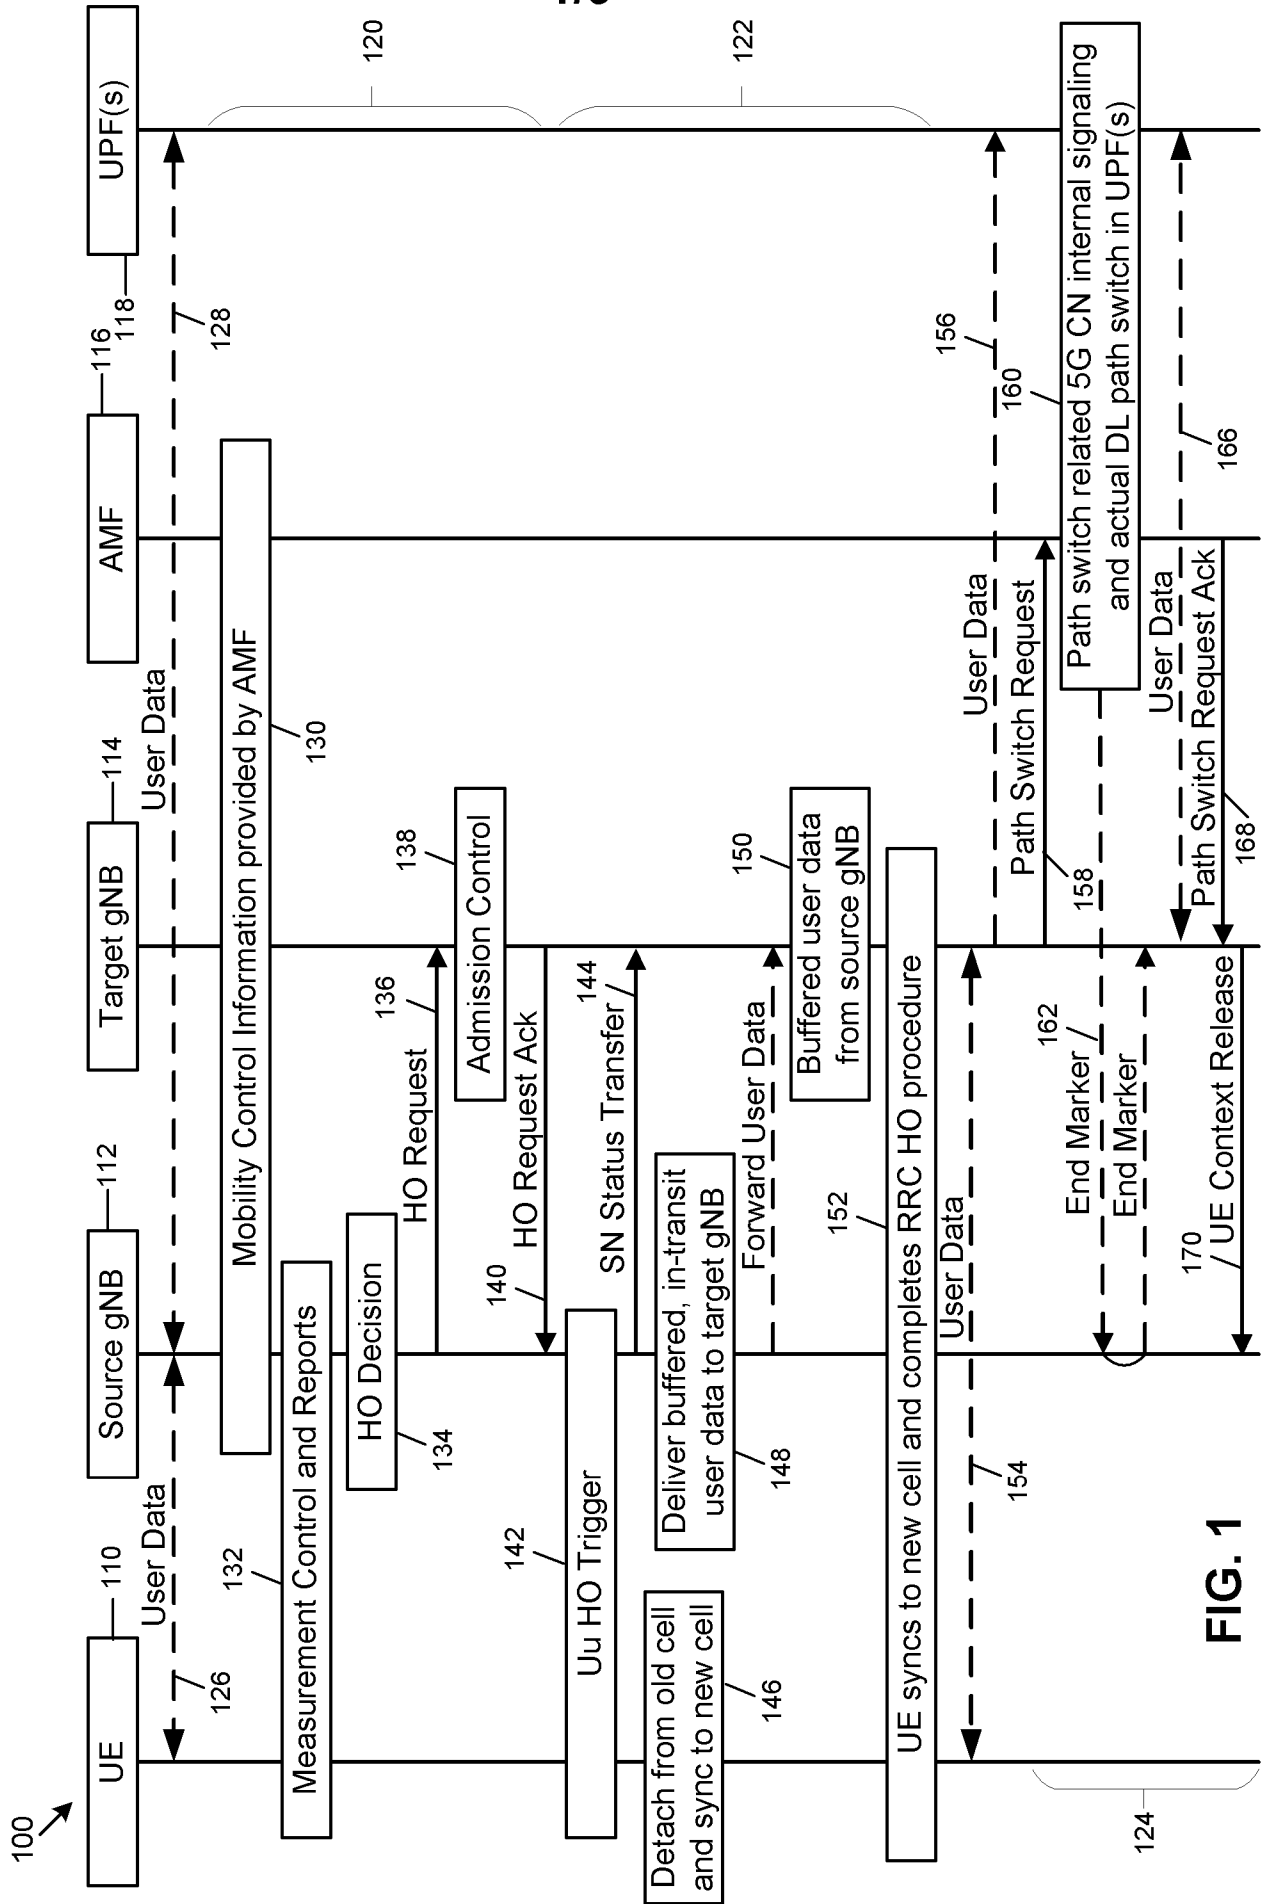 100
UE
110
Source gNB
112
Target gNB
114
AMF
116
UPF(s)
118
User Data
126
User Data
128
120
Mobility Control Information provided by AMF
130
Measurement Control and Reports
132
HO Decision
134
HO Request
136
Admission Control
138
HO Request Ack
140
122
Uu HO Trigger
142
SN Status Transfer
144
Detach from old cell
and sync to new cell
146
Deliver buffered, in-transit
user data to target gNB
148
Forward User Data
Buffered user data
from source gNB
150
UE syncs to new cell and completes RRC HO procedure
152
User Data
154
User Data
156
124
Path Switch Request
158
Path switch related 5G CN internal signaling
and actual DL path switch in UPF(s)
160
End Marker
162
End Marker
User Data
166
Path Switch Request Ack
168
UE Context Release
170
FIG. 1